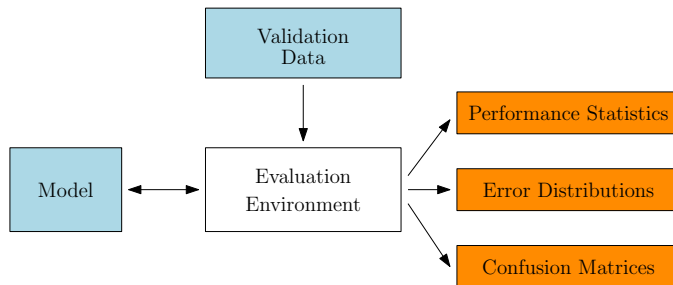 Validation
Data
Model
Evaluation
Environment
Performance Statistics
Error Distributions
Confusion Matrices